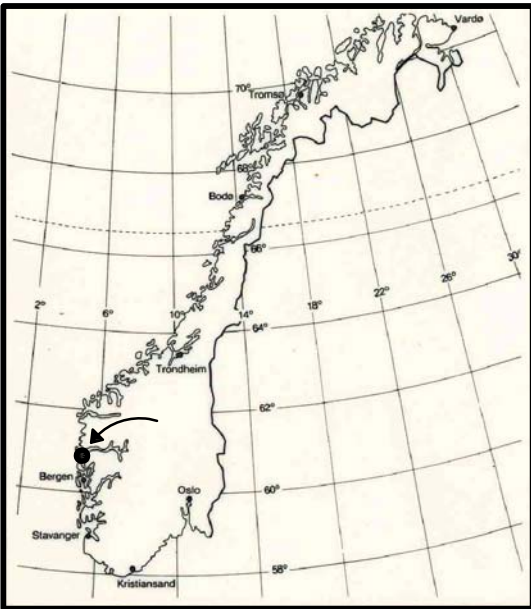 Vardø
70°
Tromsø
68°
Bodø
66°
30°
26°
22°
18°
2°
6°
10°
14°
64°
Trondheim
62°
Bergen
Oslo
60°
Stavanger
58°
Kristiansand